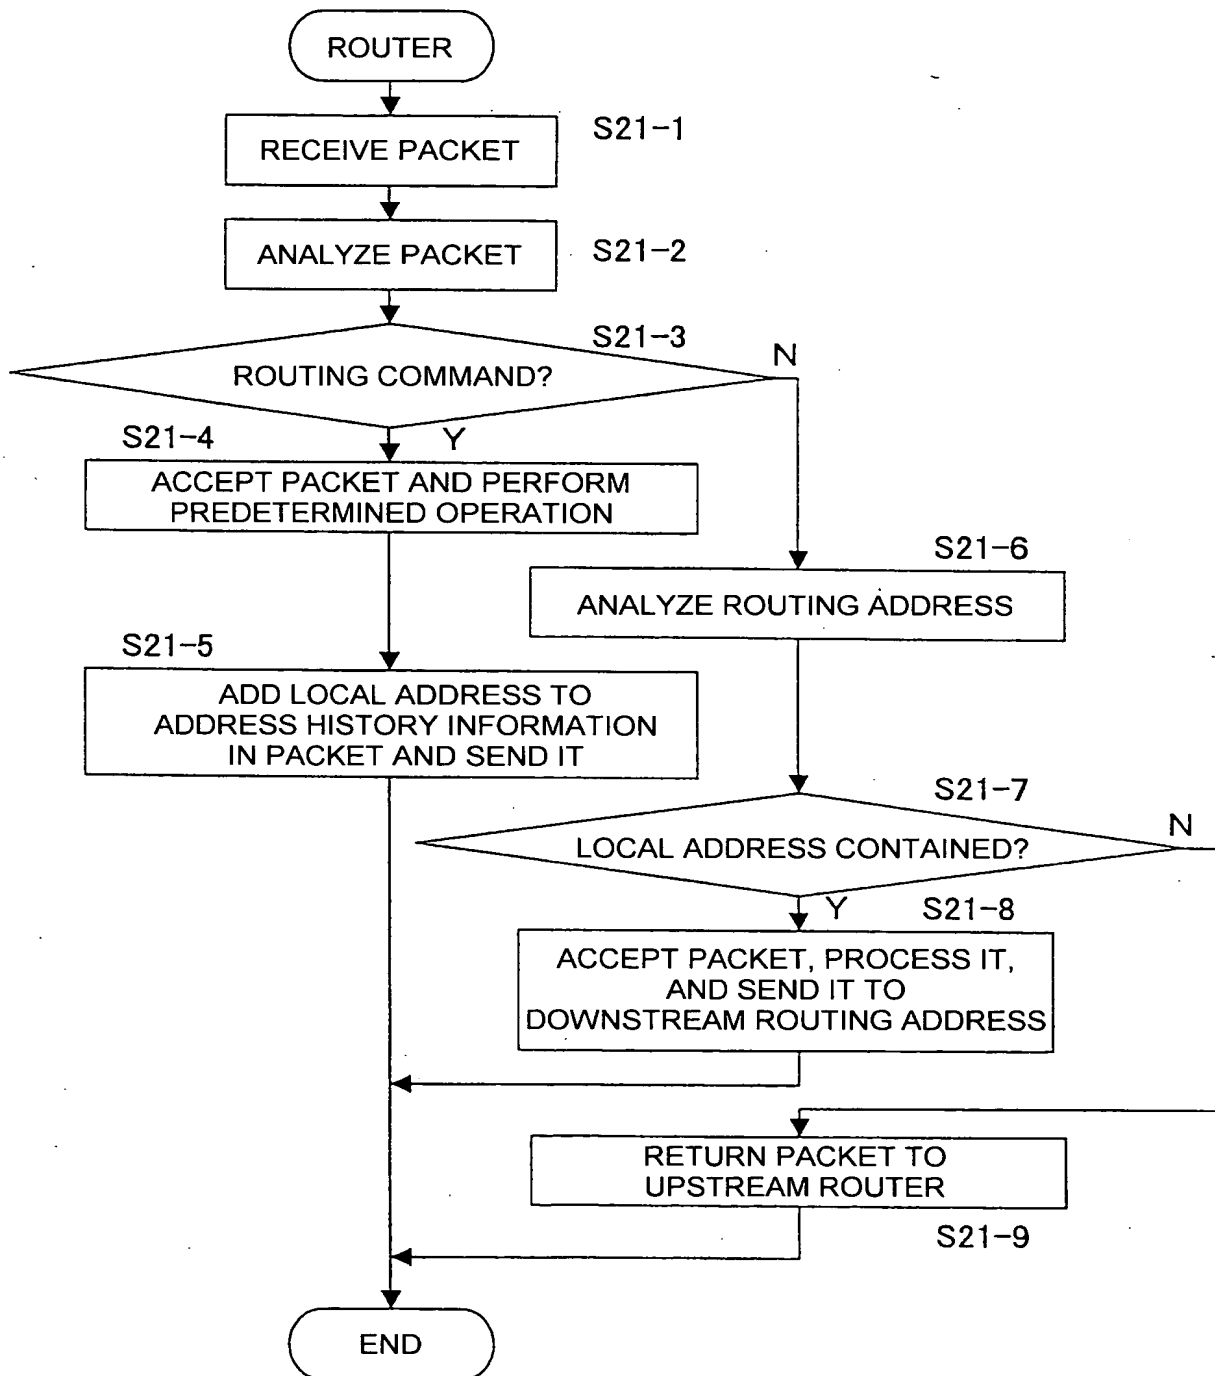 ROUTER
RECEIVE PACKET
S21-1
ANALYZE PACKET
S21-2
S21-3
ROUTING COMMAND?
N
Y
S21-4
ACCEPT PACKET AND PERFORM
PREDETERMINED OPERATION
S21-6
ANALYZE ROUTING ADDRESS
S21-5
ADD LOCAL ADDRESS TO
ADDRESS HISTORY INFORMATION
IN PACKET AND SEND IT
S21-7
LOCAL ADDRESS CONTAINED?
N
Y
S21-8
ACCEPT PACKET, PROCESS IT,
AND SEND IT TO
DOWNSTREAM ROUTING ADDRESS
RETURN PACKET TO
UPSTREAM ROUTER
S21-9
END